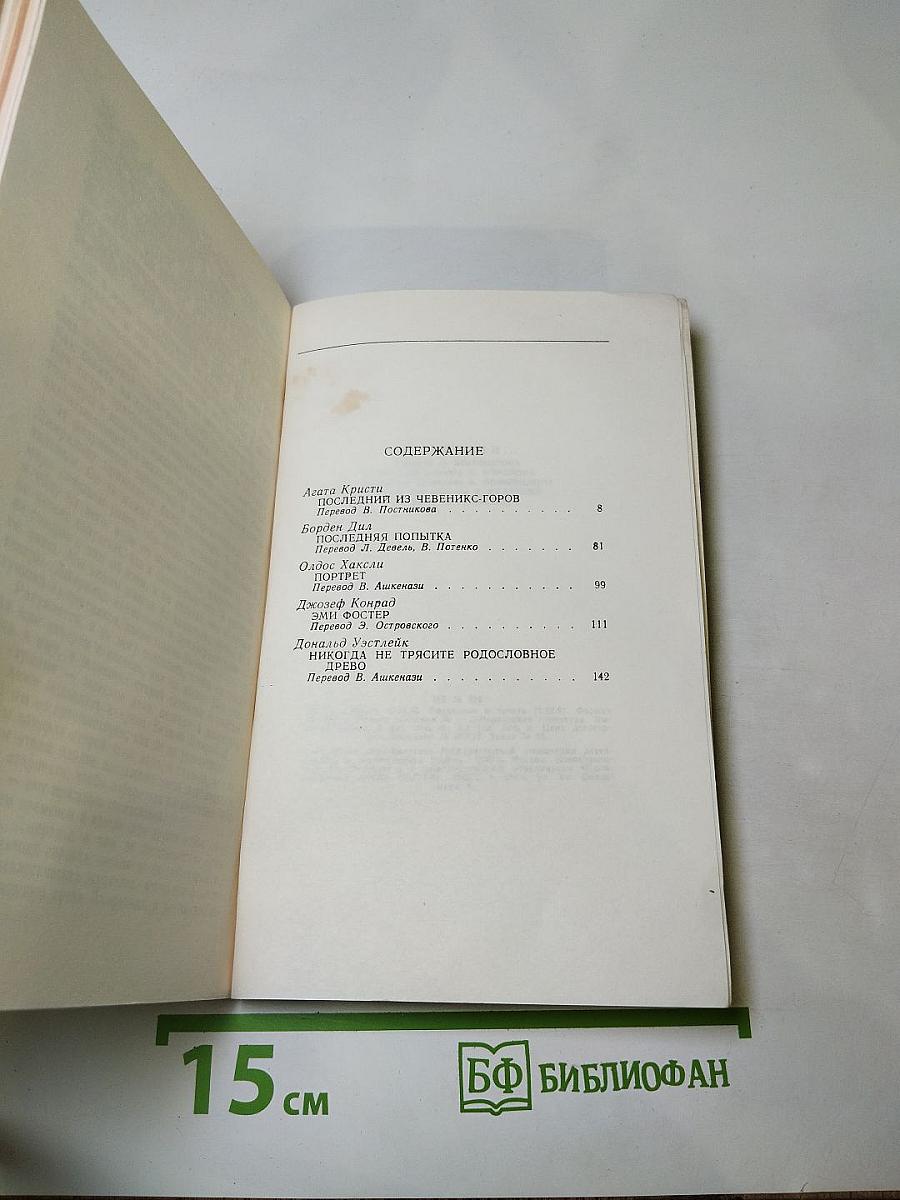 СОДЕРЖАНИЕ
Агата Кристи
ПОСЛЕДНИЙ ИЗ ЧЕВЕНИКС-ГОРОВ
Перевод В. Постникова . . . . . . . . . . . 8
Борден Дил
ПОСЛЕДНЯЯ ПОПЫТКА
Перевод Л. Девель, В. Потенко . . . . . . . 81
Олдос Хаксли
ПОРТРЕТ
Перевод В. Ашкенази . . . . . . . . . . . . 99
Джозеф Конрад
ЭМИ ФОСТЕР
Перевод Э. Островского . . . . . . . . . . 111
Дональд Уэстлейк
НИКОГДА НЕ ТРЯСИТЕ РОДОСЛОВНОЕ
ДРЕВО
Перевод В. Ашкенази . . . . . . . . . . . 142
15 см
БФ БИБЛИОФАН